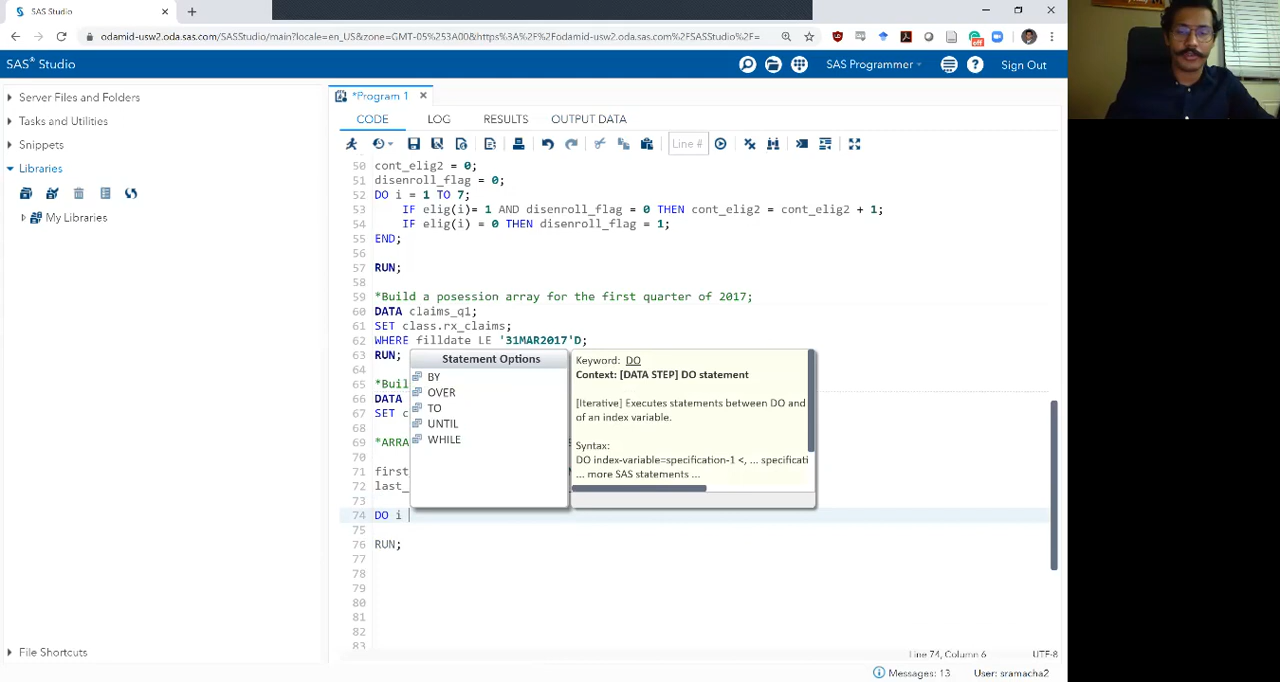 SAS Studio
odamid-usw2.oda.sas.com/SASStudio/main?locale=en_US&zone=GMT-05%253A00&https%3A%2F%2Fodamid-usw2.oda.sas.com%2FSASStudio%2F=
SAS® Studio
SAS Programmer
Sign Out
Server Files and Folders
Tasks and Utilities
Snippets
Libraries
My Libraries
File Shortcuts
*Program 1
CODE LOG RESULTS OUTPUT DATA
Line #
50 cont_elig2 = 0;
51 disenroll_flag = 0;
52 DO i = 1 TO 7;
53 IF elig(i)= 1 AND disenroll_flag = 0 THEN cont_elig2 = cont_elig2 + 1;
54 IF elig(i) = 0 THEN disenroll_flag = 1;
55 END;
56
57 RUN;
58
59 *Build a posession array for the first quarter of 2017;
60 DATA claims_q1;
61 SET class.rx_claims;
62 WHERE filldate LE '31MAR2017'D;
63 RUN;
64
65 *Buil
66 DATA
67 SET c
68
69 *ARRA
70
71 first
72 last_
73
74 DO i
75
76 RUN;
77
78
79
80
81
82
83
Statement Options
BY
OVER
TO
UNTIL
WHILE
Keyword: DO
Context: [DATA STEP] DO statement
[Iterative] Executes statements between DO and
of an index variable.
Syntax:
DO index-variable=specification-1 <, ... specificati
... more SAS statements ...
Line 74, Column 6
UTF-8
Messages: 13
User: sramacha2